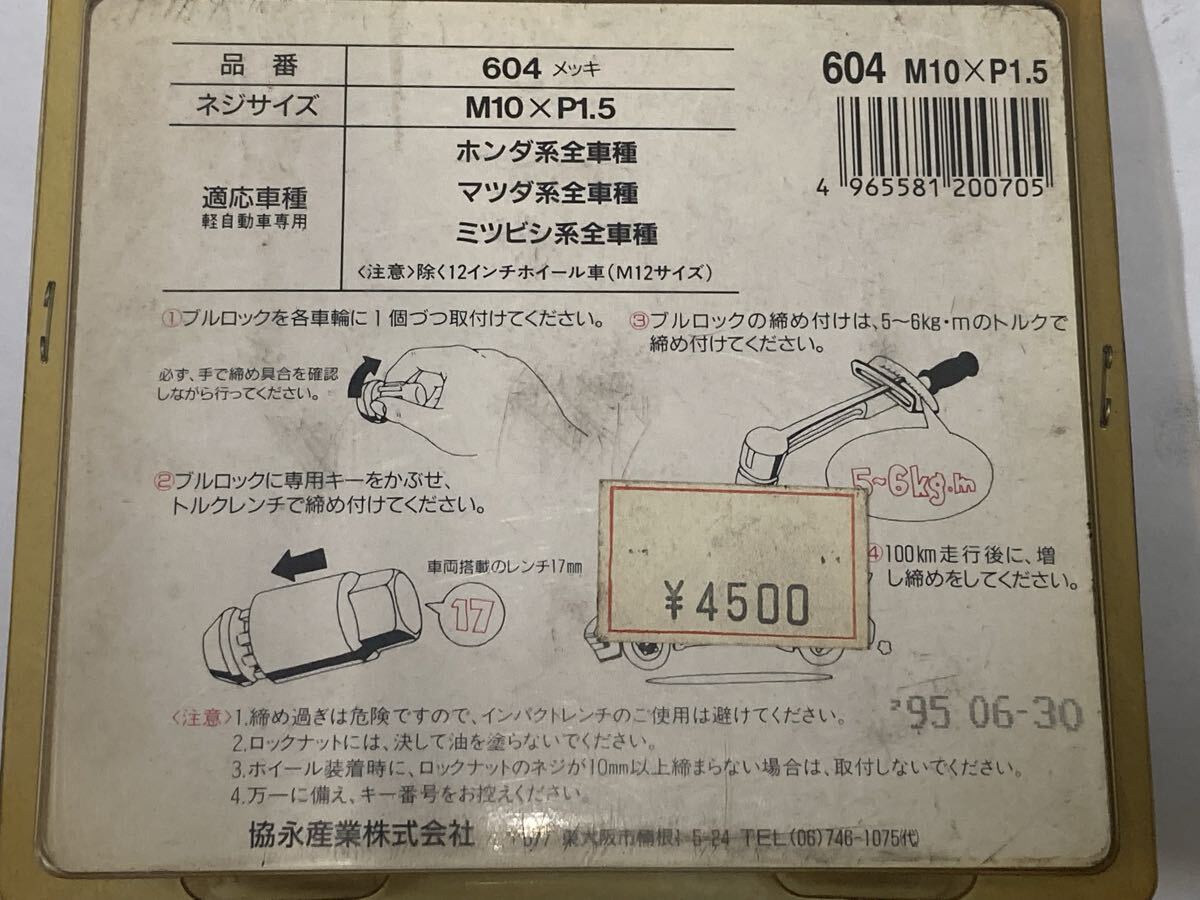 品番 604 メッキ
ネジサイズ M10×P1.5
適応車種
軽自動車専用
ホンダ系全車種
マツダ系全車種
ミツビシ系全車種
〈注意〉除く12インチホイール車(M12サイズ)
604 M10×P1.5
4 965581 200705
①ブルロックを各車輪に1個づつ取付けてください。
必ず、手で締め具合を確認
しながら行ってください。
②ブルロックに専用キーをかぶせ、
トルクレンチで締め付けてください。
車両搭載のレンチ17mm
17
③ブルロックの締め付けは、5〜6kg・mのトルクで
締め付けてください。
5~6kg.m
④100km走行後に、増
し締めをしてください。
¥4500
'95 06-30
〈注意〉1.締め過ぎは危険ですので、インパクトレンチのご使用は避けてください。
2.ロックナットには、決して油を塗らないでください。
3.ホイール装着時に、ロックナットのネジが10mm以上締まらない場合は、取付しないでください。
4.万一に備え、キー番号をお控えください。
協永産業株式会社 〒577 東大阪市楠根1 5-24 TEL(06)746-1075㈹